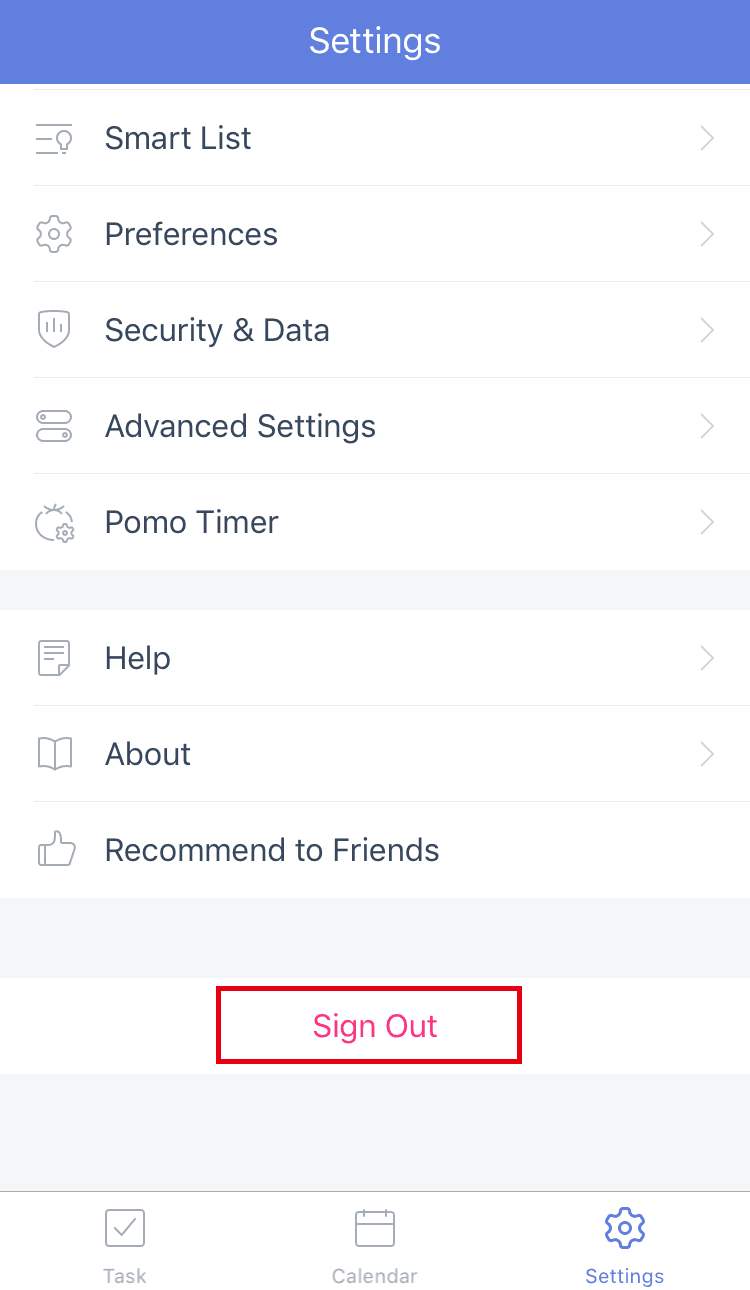 Settings
Smart List
Preferences
Security & Data
Advanced Settings
Pomo Timer
Help
About
Recommend to Friends
Sign Out
Task
Calendar
Settings